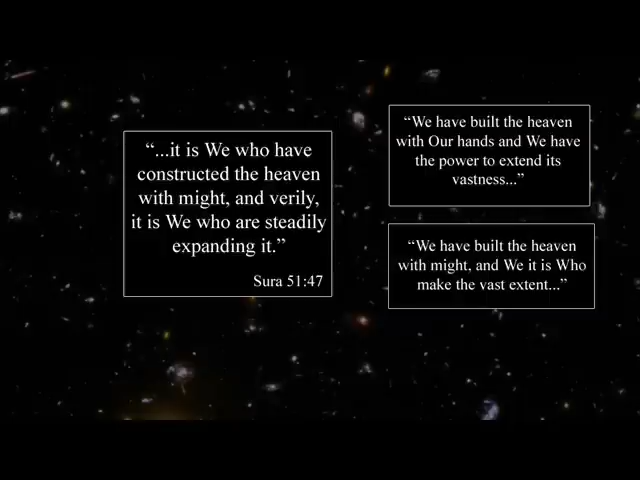 “...it is We who have
constructed the heaven
with might, and verily,
it is We who are steadily
expanding it.”
Sura 51:47
“We have built the heaven
with Our hands and We have
the power to extend its
vastness...”
“We have built the heaven
with might, and We it is Who
make the vast extent...”